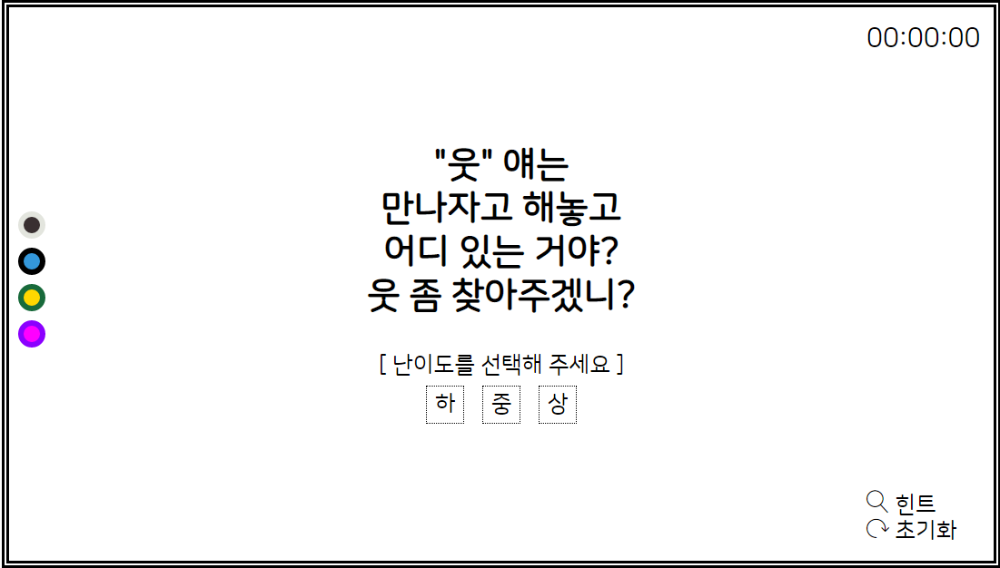 00:00:00
"웃" 얘는
만나자고 해놓고
어디 있는 거야?
웃 좀 찾아주겠니?
[ 난이도를 선택해 주세요 ]
하 중 상
힌트
초기화